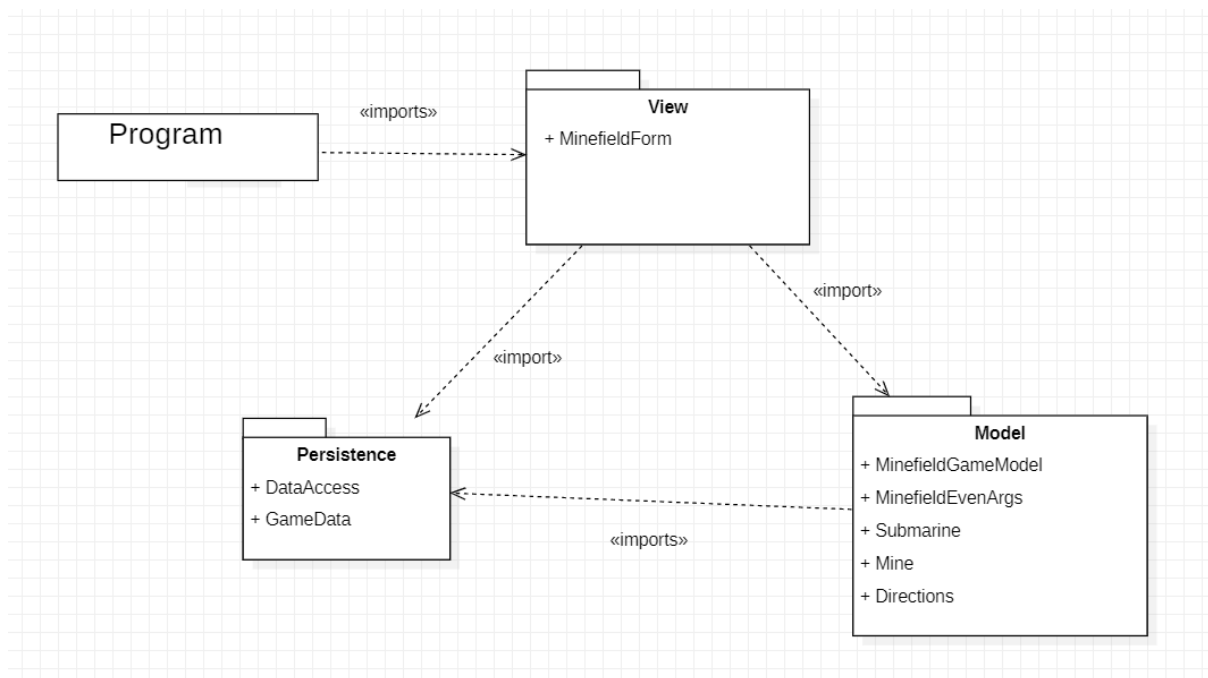 Program
«imports»
View
+ MinefieldForm
«import»
«import»
Persistence
+ DataAccess
+ GameData
«imports»
Model
+ MinefieldGameModel
+ MinefieldEvenArgs
+ Submarine
+ Mine
+ Directions